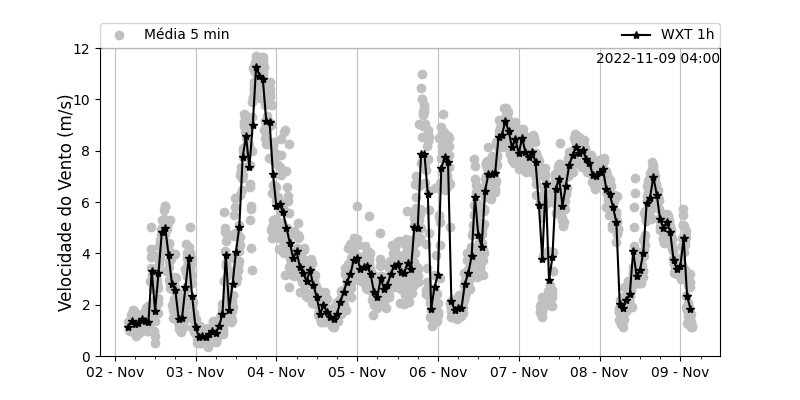 Média 5 min
WXT 1h
2022-11-09 04:00
Velocidade do Vento (m/s)
12
10
8
6
4
2
0
02 - Nov 03 - Nov 04 - Nov 05 - Nov 06 - Nov 07 - Nov 08 - Nov 09 - Nov